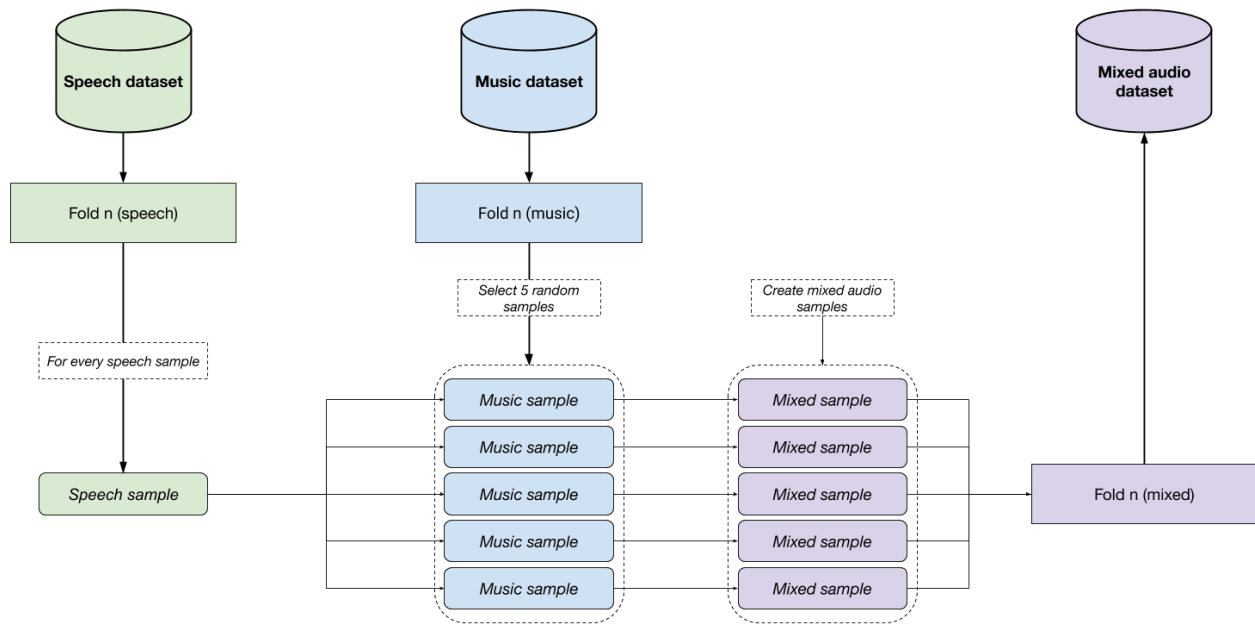 Speech dataset
Music dataset
Mixed audio
dataset
Fold n (speech)
Fold n (music)
Select 5 random
samples
Create mixed audio
samples
For every speech sample
Music sample
Mixed sample
Music sample
Mixed sample
Speech sample
Music sample
Mixed sample
Fold n (mixed)
Music sample
Mixed sample
Music sample
Mixed sample